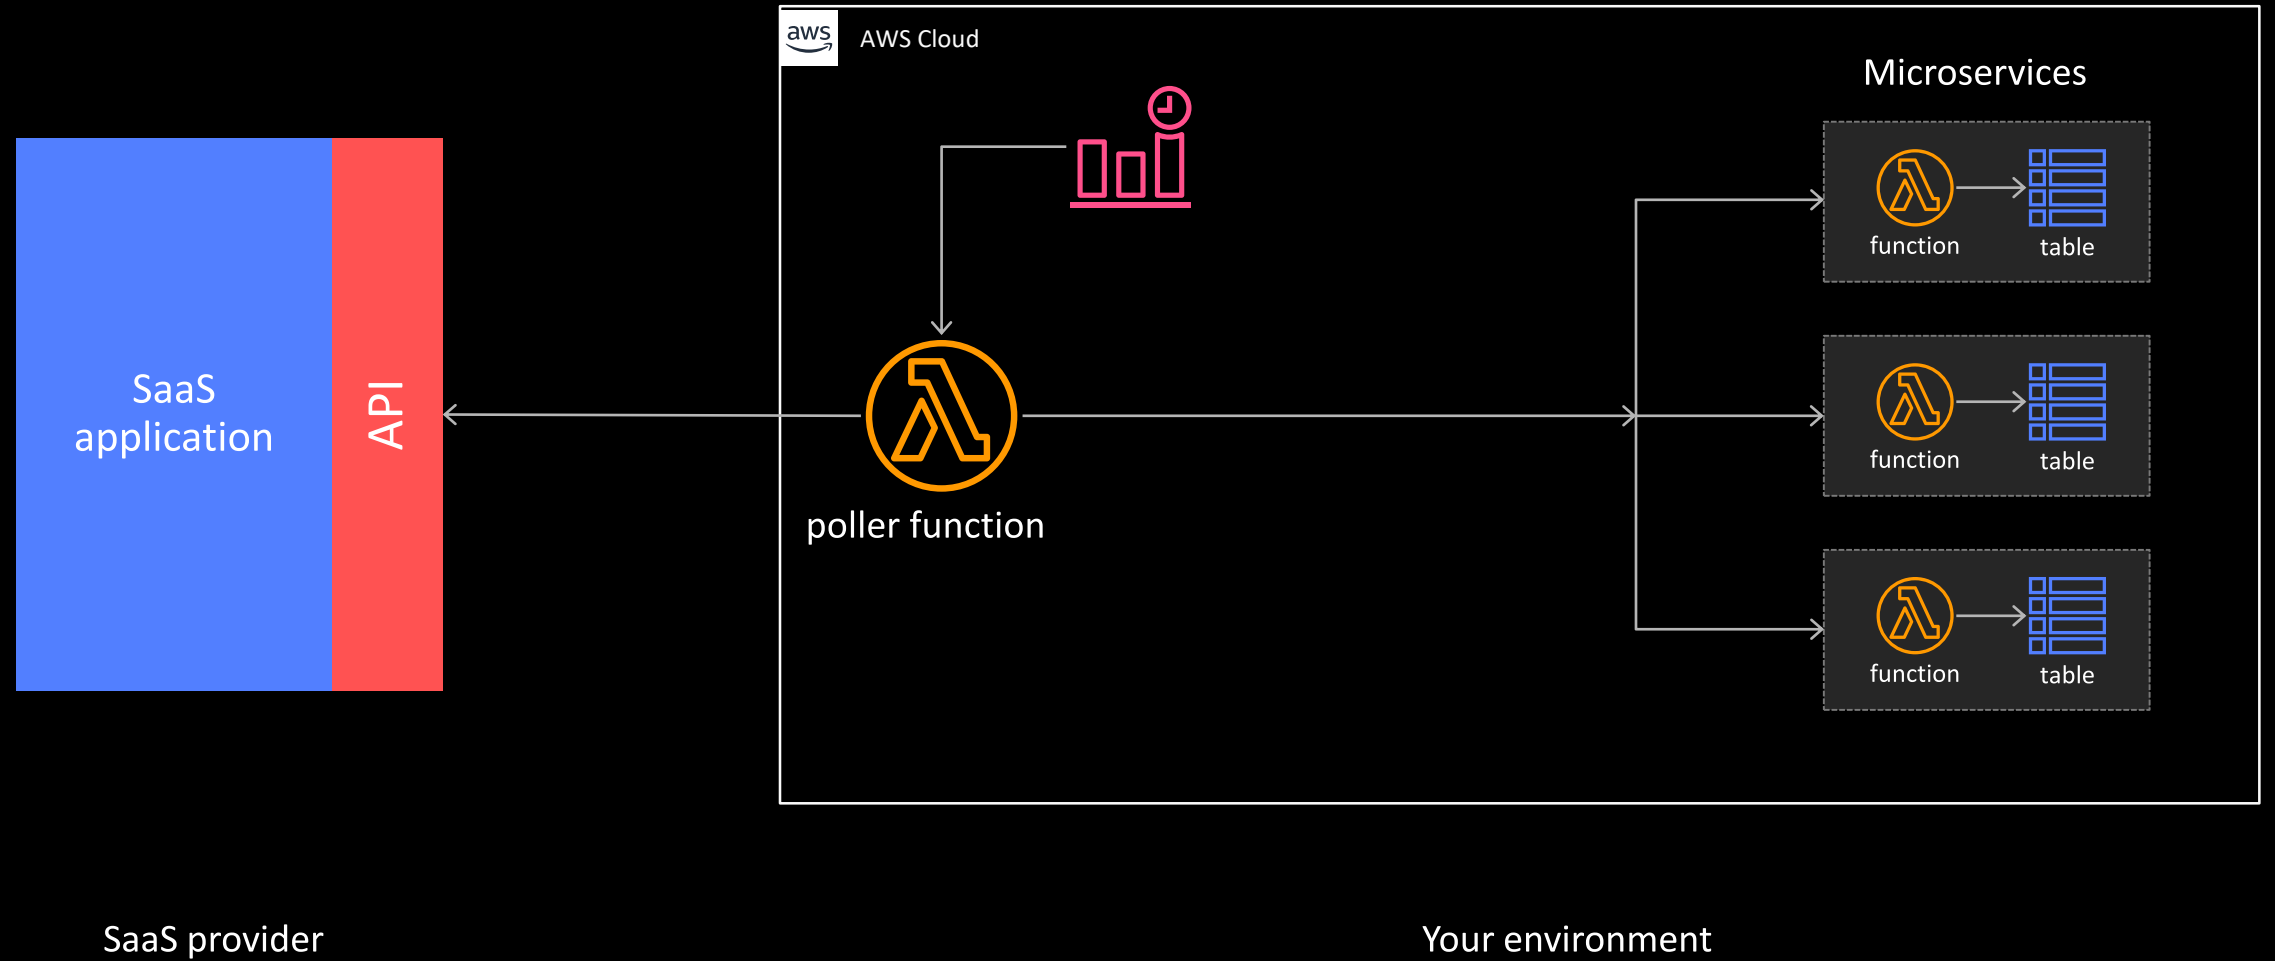 aws
AWS Cloud
Microservices
function
table
SaaS
application
API
poller function
function
table
function
table
SaaS provider
Your environment